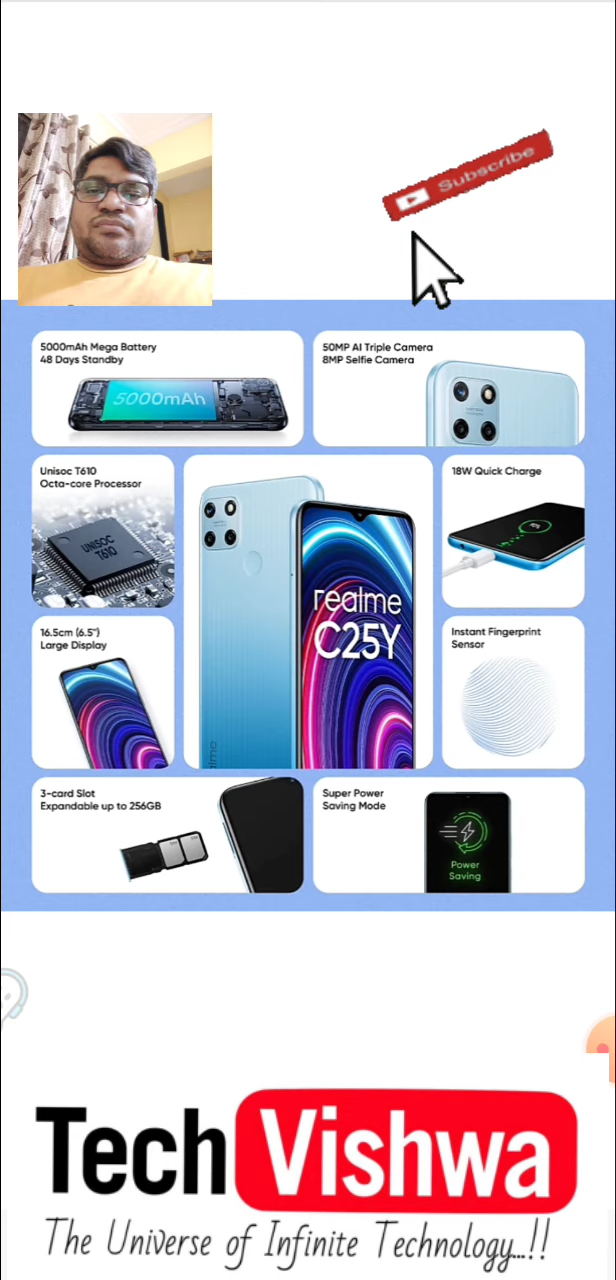 Subscribe
5000mAh Mega Battery
48 Days Standby
5000mAh
50MP AI Triple Camera
8MP Selfie Camera
Unisoc T610
Octa-core Processor
UNISOC
T610
18W Quick Charge
realme
C25Y
realme
16.5cm (6.5")
Large Display
Instant Fingerprint
Sensor
3-card Slot
Expandable up to 256GB
Super Power
Saving Mode
Power
Saving
Tech Vishwa
The Universe of Infinite Technology...!!